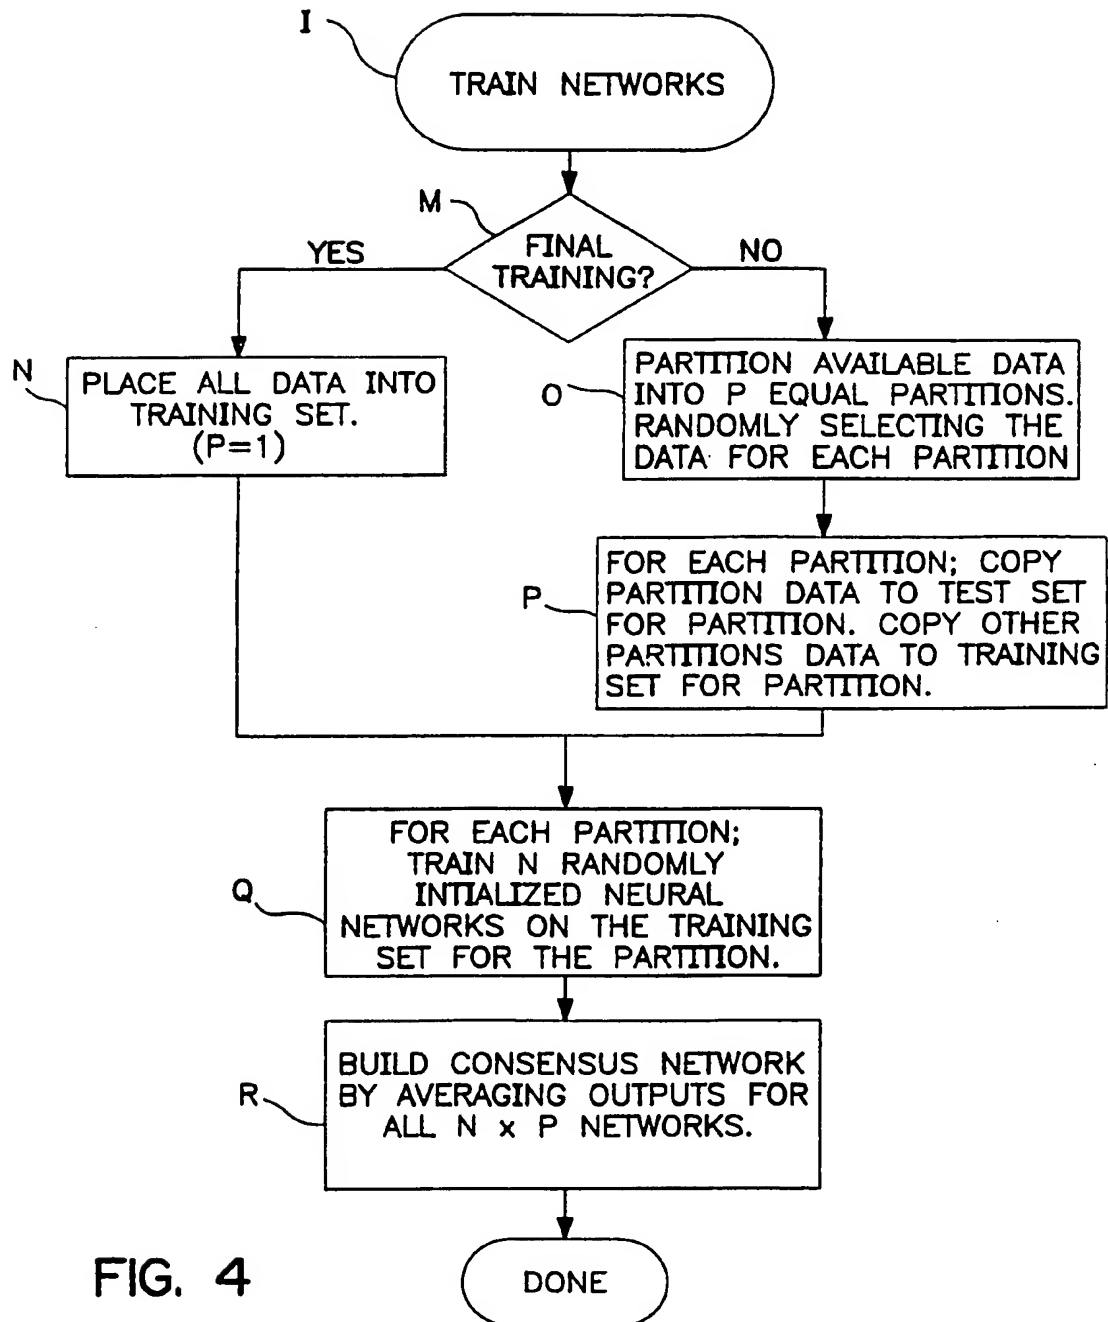 I
TRAIN NETWORKS
M
FINAL
TRAINING?
YES
NO
N
PLACE ALL DATA INTO
TRAINING SET.
(P=1)
O
PARTITION AVAILABLE DATA
INTO P EQUAL PARTITIONS.
RANDOMLY SELECTING THE
DATA FOR EACH PARTITION
P
FOR EACH PARTITION; COPY
PARTITION DATA TO TEST SET
FOR PARTITION. COPY OTHER
PARTITIONS DATA TO TRAINING
SET FOR PARTITION.
Q
FOR EACH PARTITION;
TRAIN N RANDOMLY
INTIALIZED NEURAL
NETWORKS ON THE TRAINING
SET FOR THE PARTITION.
R
BUILD CONSENSUS NETWORK
BY AVERAGING OUTPUTS FOR
ALL N x P NETWORKS.
DONE
FIG. 4